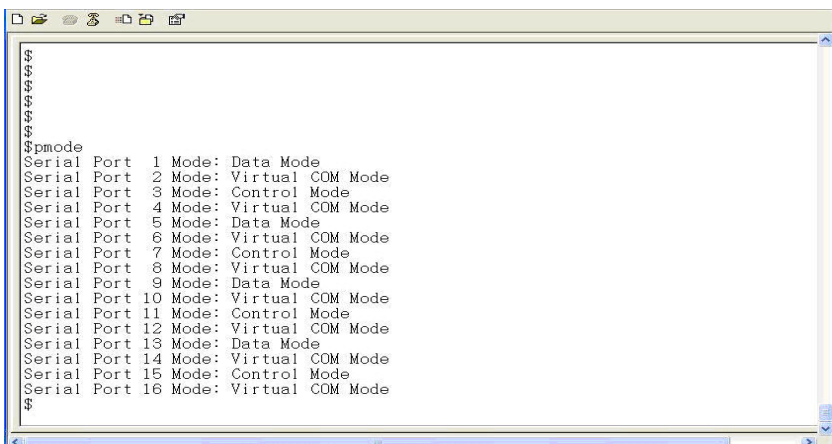 $
$
$
$
$
$
$pmode
Serial Port  1 Mode: Data Mode
Serial Port  2 Mode: Virtual COM Mode
Serial Port  3 Mode: Control Mode
Serial Port  4 Mode: Virtual COM Mode
Serial Port  5 Mode: Data Mode
Serial Port  6 Mode: Virtual COM Mode
Serial Port  7 Mode: Control Mode
Serial Port  8 Mode: Virtual COM Mode
Serial Port  9 Mode: Data Mode
Serial Port 10 Mode: Virtual COM Mode
Serial Port 11 Mode: Control Mode
Serial Port 12 Mode: Virtual COM Mode
Serial Port 13 Mode: Data Mode
Serial Port 14 Mode: Virtual COM Mode
Serial Port 15 Mode: Control Mode
Serial Port 16 Mode: Virtual COM Mode
$